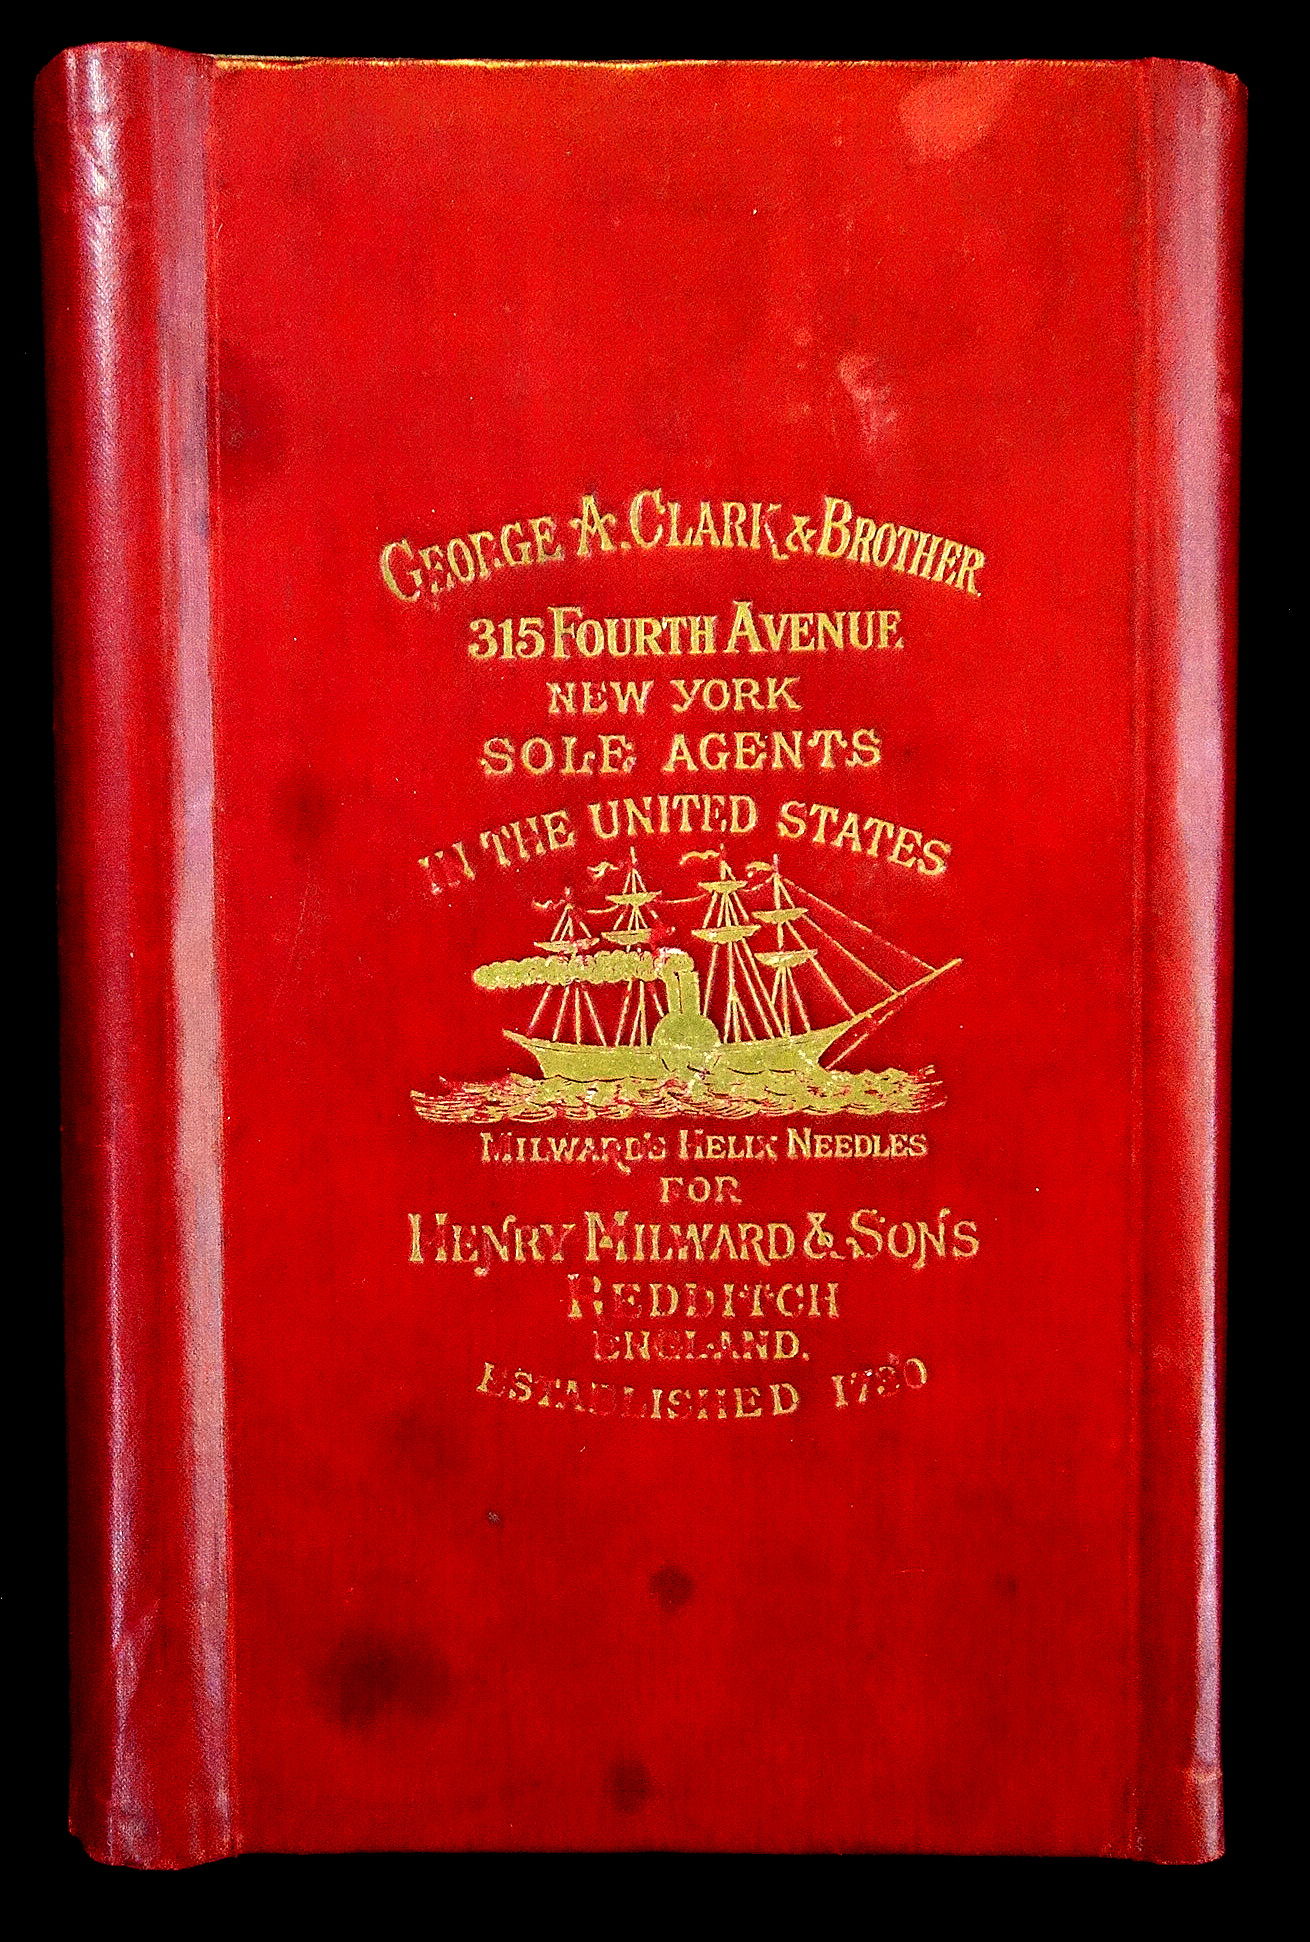 GEORGE A. CLARK & BROTHER
315 FOURTH AVENUE
NEW YORK
SOLE AGENTS
IN THE UNITED STATES
MILWARD'S HELIX NEEDLES
FOR
HENRY MILWARD & SONS
REDDITCH
ENGLAND.
ESTABLISHED 1730